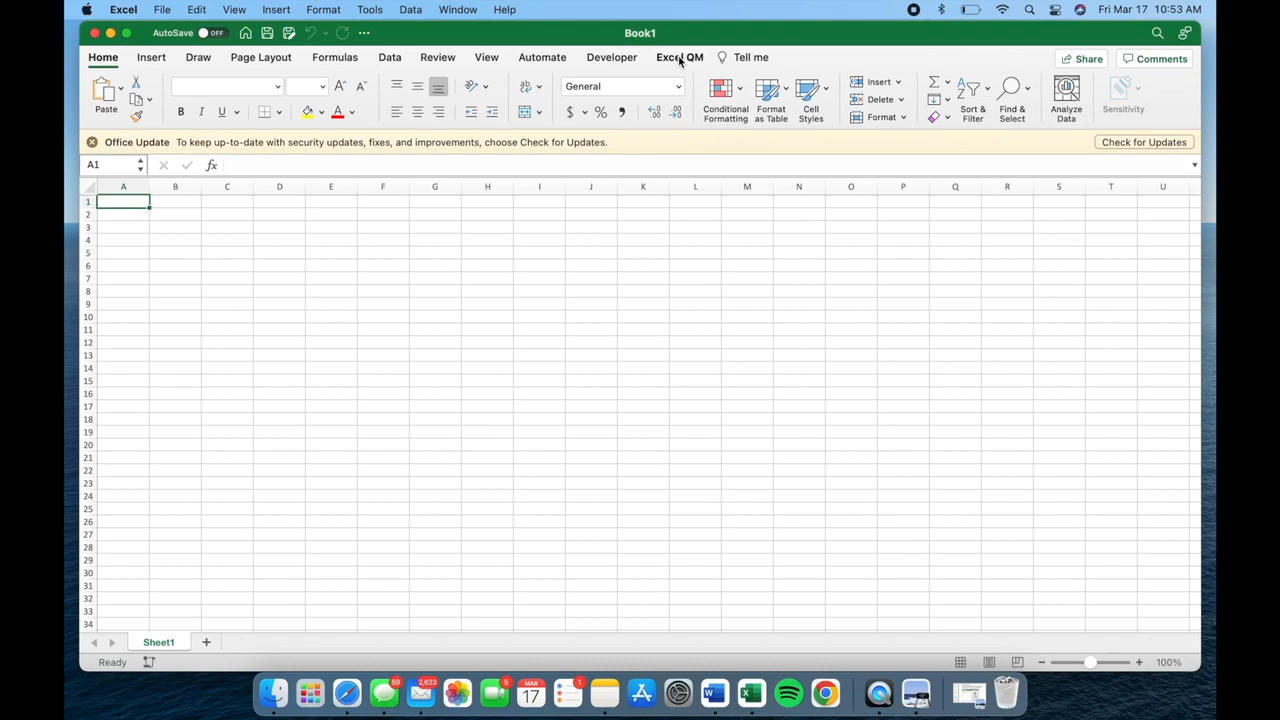 Excel File Edit View Insert Format Tools Data Window Help Fri Mar 17 10:53 AM
AutoSave OFF Book1
Home Insert Draw Page Layout Formulas Data Review View Automate Developer Excel QM Tell me Share Comments
Paste
B I U A
General
$ % 9
Conditional Formatting
Format as Table
Cell Styles
Insert
Delete
Format
Sort & Filter
Find & Select
Analyze Data
Sensitivity
Office Update To keep up-to-date with security updates, fixes, and improvements, choose Check for Updates. Check for Updates
A1 fx
A B C D E F G H I J K L M N O P Q R S T U
1
2
3
4
5
6
7
8
9
10
11
12
13
14
15
16
17
18
19
20
21
22
23
24
25
26
27
28
29
30
31
32
33
34
Sheet1
Ready 100%
59
MAR
17
W